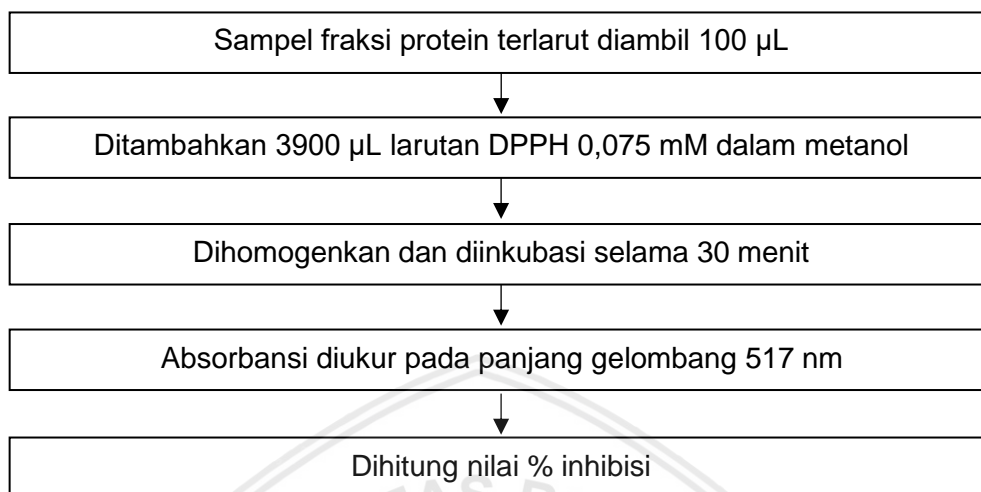 Sampel fraksi protein terlarut diambil 100 µL
Ditambahkan 3900 µL larutan DPPH 0,075 mM dalam metanol
Dihomogenkan dan diinkubasi selama 30 menit
Absorbansi diukur pada panjang gelombang 517 nm
Dihitung nilai % inhibisi